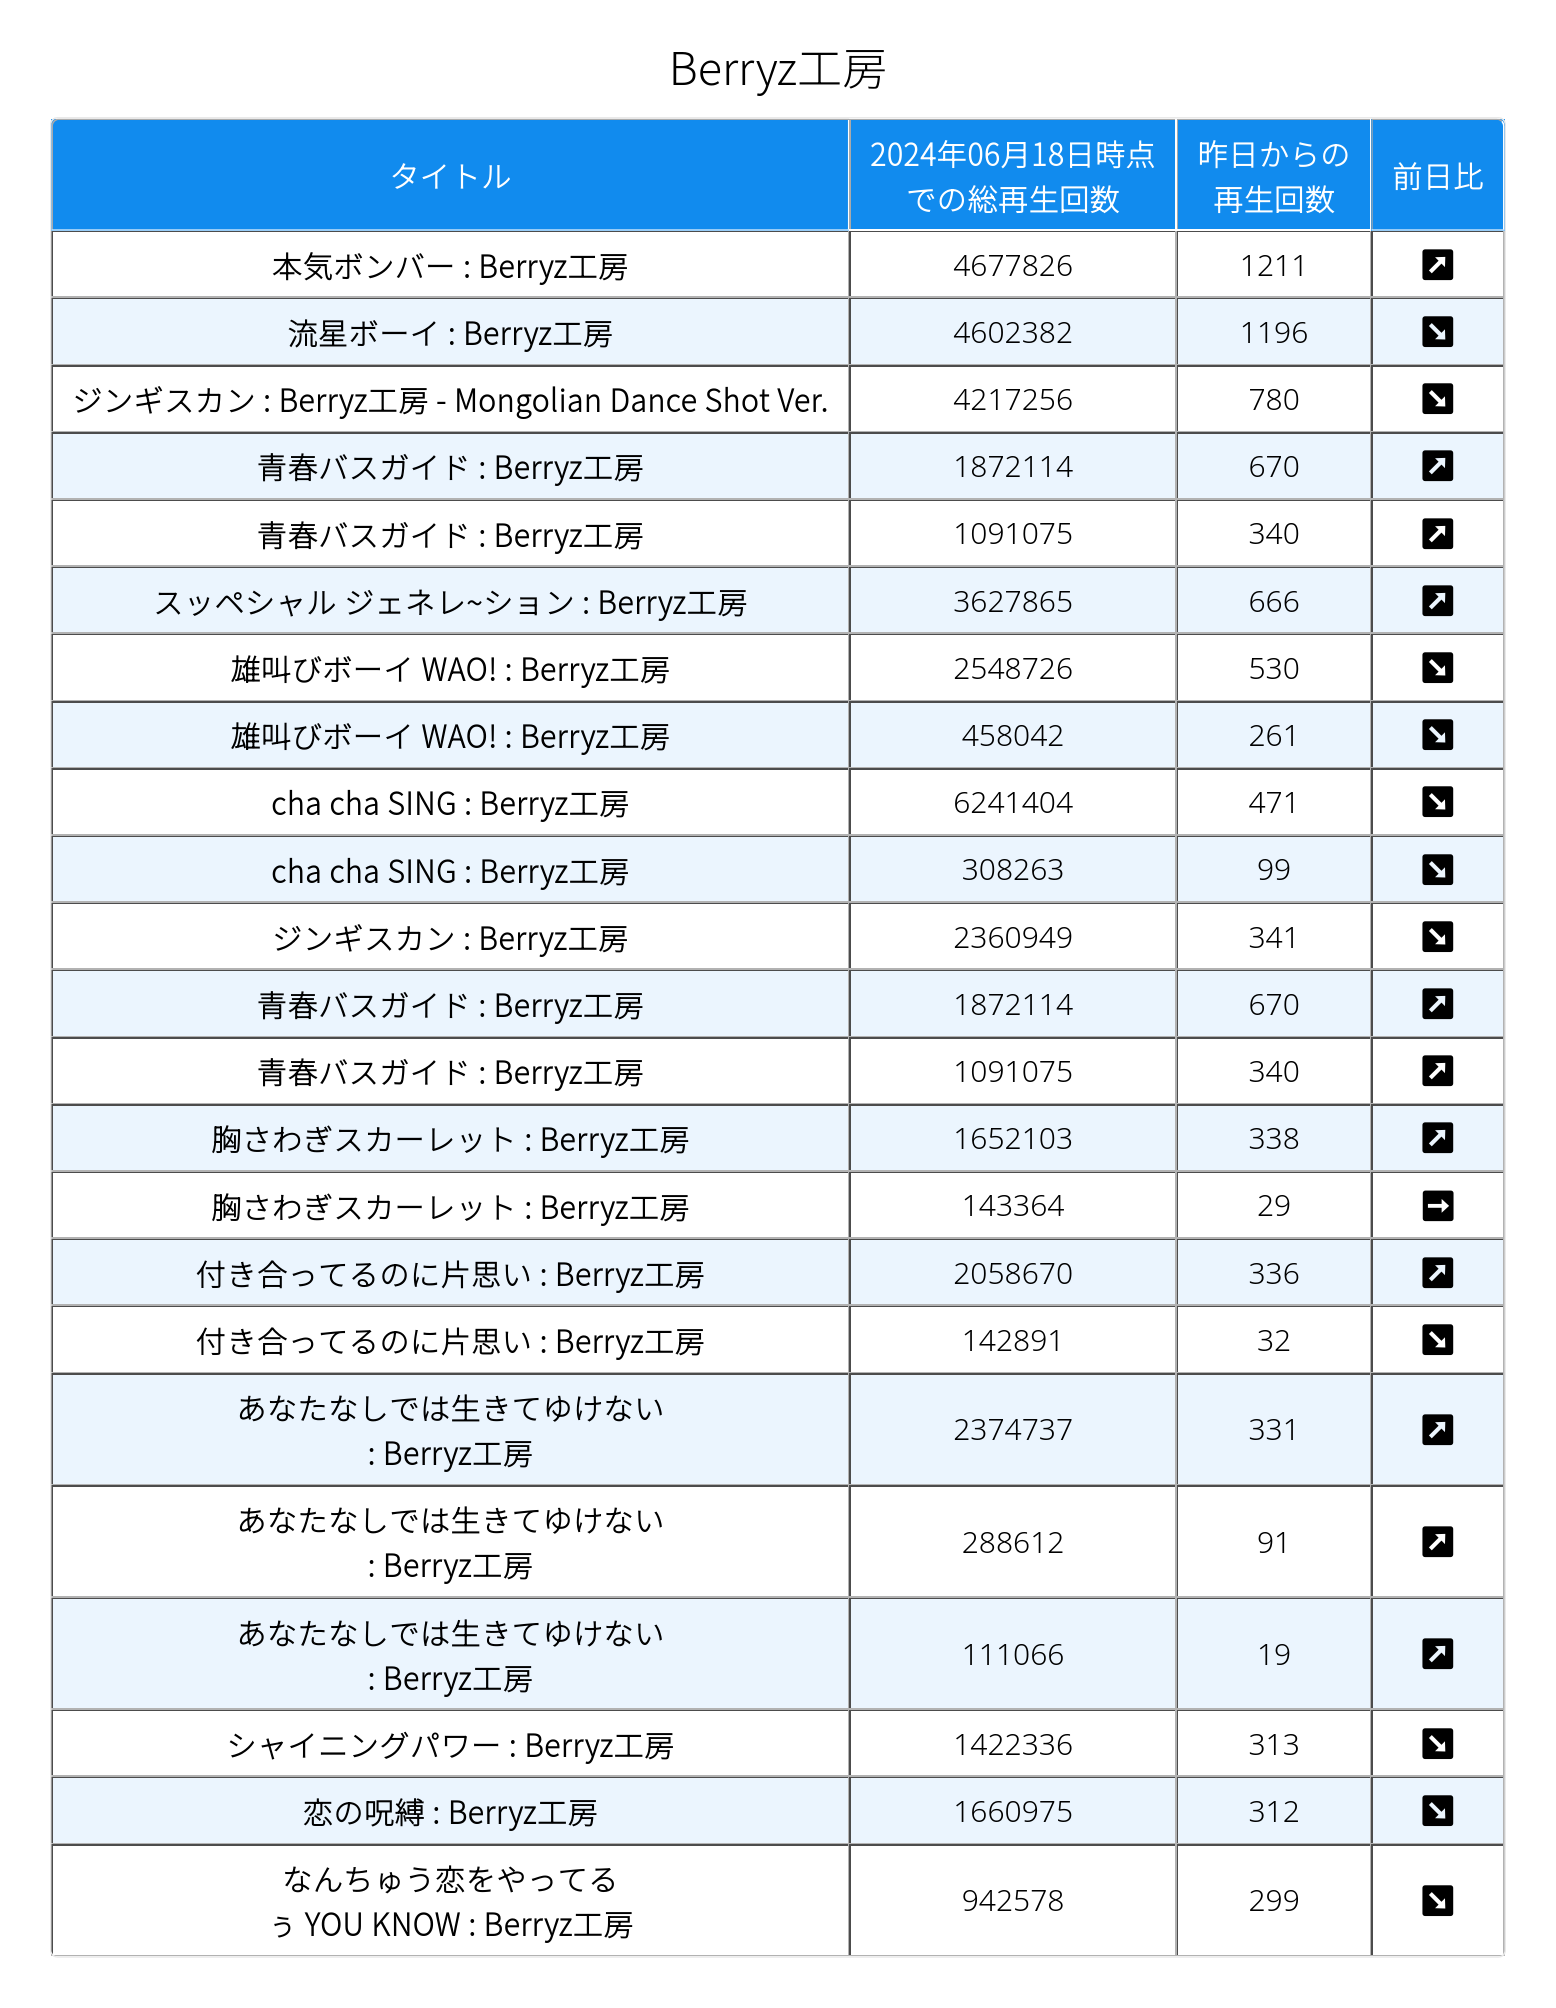 Berryz工房
タイトル
2024年06月18日時点
での総再生回数
昨日からの
再生回数
前日比
本気ボンバー : Berryz工房 4677826 1211
流星ボーイ : Berryz工房 4602382 1196
ジンギスカン : Berryz工房 - Mongolian Dance Shot Ver. 4217256 780
青春バスガイド : Berryz工房 1872114 670
青春バスガイド : Berryz工房 1091075 340
スッペシャル ジェネレ~ション : Berryz工房 3627865 666
雄叫びボーイ WAO! : Berryz工房 2548726 530
雄叫びボーイ WAO! : Berryz工房 458042 261
cha cha SING : Berryz工房 6241404 471
cha cha SING : Berryz工房 308263 99
ジンギスカン : Berryz工房 2360949 341
青春バスガイド : Berryz工房 1872114 670
青春バスガイド : Berryz工房 1091075 340
胸さわぎスカーレット : Berryz工房 1652103 338
胸さわぎスカーレット : Berryz工房 143364 29
付き合ってるのに片思い : Berryz工房 2058670 336
付き合ってるのに片思い : Berryz工房 142891 32
あなたなしでは生きてゆけない
: Berryz工房 2374737 331
あなたなしでは生きてゆけない
: Berryz工房 288612 91
あなたなしでは生きてゆけない
: Berryz工房 111066 19
シャイニングパワー : Berryz工房 1422336 313
恋の呪縛 : Berryz工房 1660975 312
なんちゅう恋をやってる
ぅ YOU KNOW : Berryz工房 942578 299